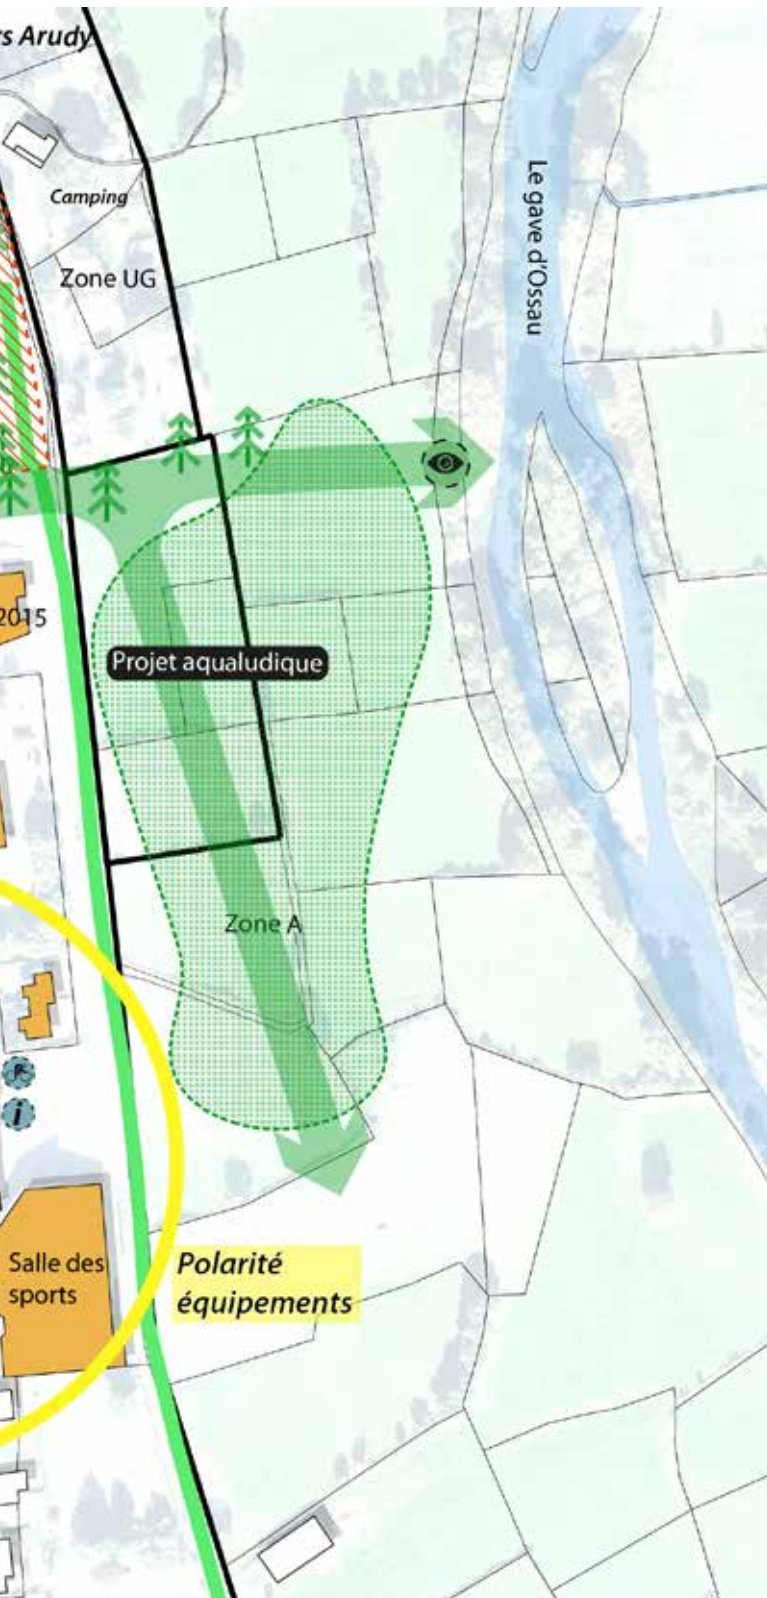 s Arudy
Camping
Zone UG
Le gave d'Ossau
2015
Projet aqualudique
Zone A
i
Salle des
sports
Polarité
équipements